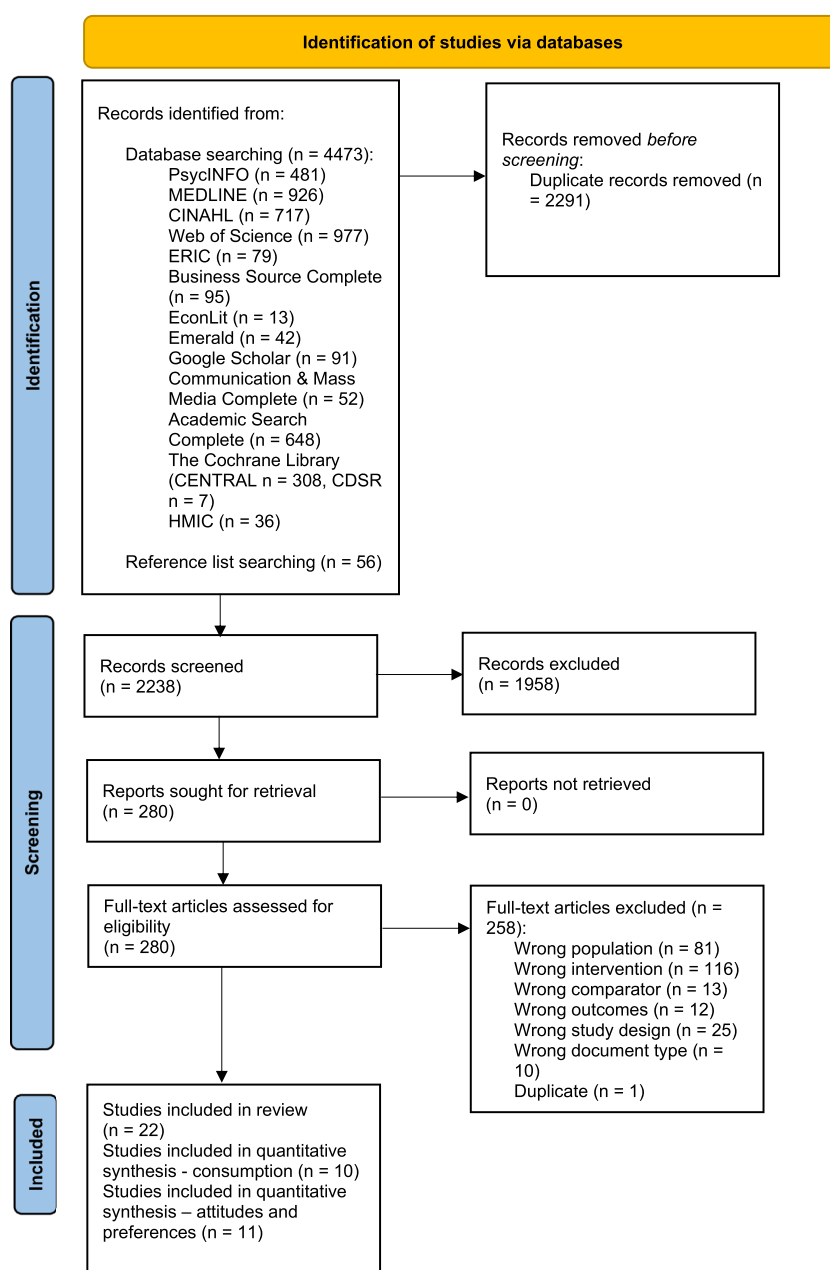 Identification of studies via databases
Identification
Records identified from:
Database searching (n = 4473):
PsycINFO (n = 481)
MEDLINE (n = 926)
CINAHL (n = 717)
Web of Science (n = 977)
ERIC (n = 79)
Business Source Complete
(n = 95)
EconLit (n = 13)
Emerald (n = 42)
Google Scholar (n = 91)
Communication & Mass
Media Complete (n = 52)
Academic Search
Complete (n = 648)
The Cochrane Library
(CENTRAL n = 308, CDSR
n = 7)
HMIC (n = 36)
Reference list searching (n = 56)
Records removed before
screening:
Duplicate records removed (n
= 2291)
Screening
Records screened
(n = 2238)
Records excluded
(n = 1958)
Reports sought for retrieval
(n = 280)
Reports not retrieved
(n = 0)
Full-text articles assessed for
eligibility
(n = 280)
Full-text articles excluded (n =
258):
Wrong population (n = 81)
Wrong intervention (n = 116)
Wrong comparator (n = 13)
Wrong outcomes (n = 12)
Wrong study design (n = 25)
Wrong document type (n =
10)
Duplicate (n = 1)
Included
Studies included in review
(n = 22)
Studies included in quantitative
synthesis - consumption (n = 10)
Studies included in quantitative
synthesis – attitudes and
preferences (n = 11)